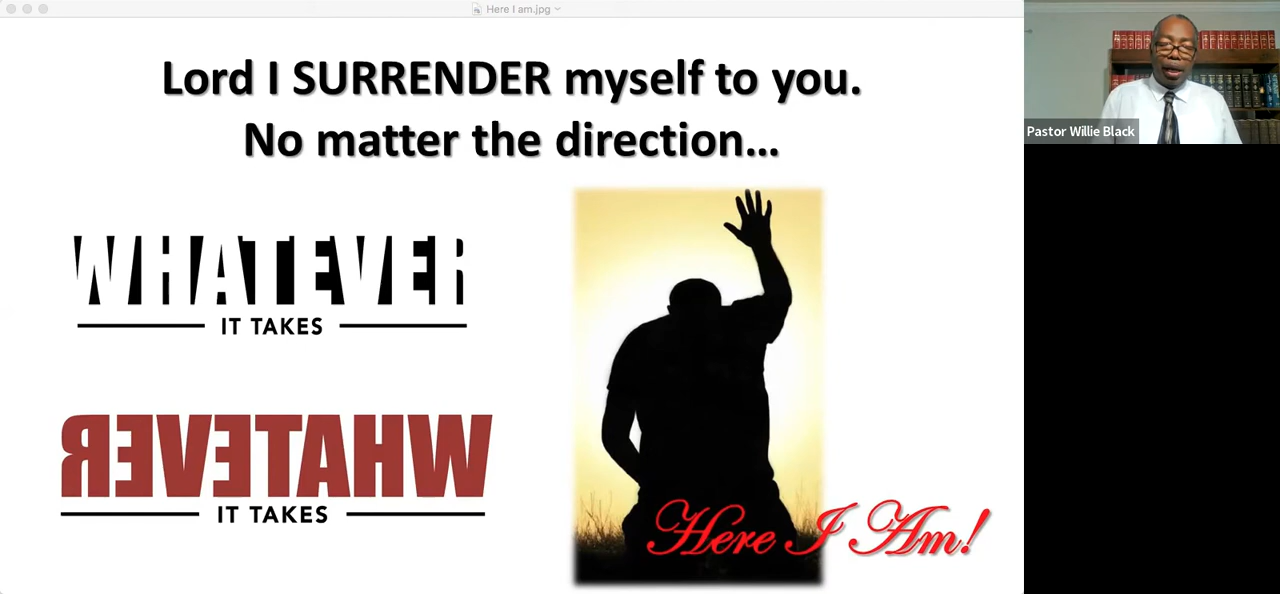 Here I am.jpg
Lord I SURRENDER myself to you.
No matter the direction...
WHATEVER
IT TAKES
WHATEVER
IT TAKES
Here I Am!
Pastor Willie Black